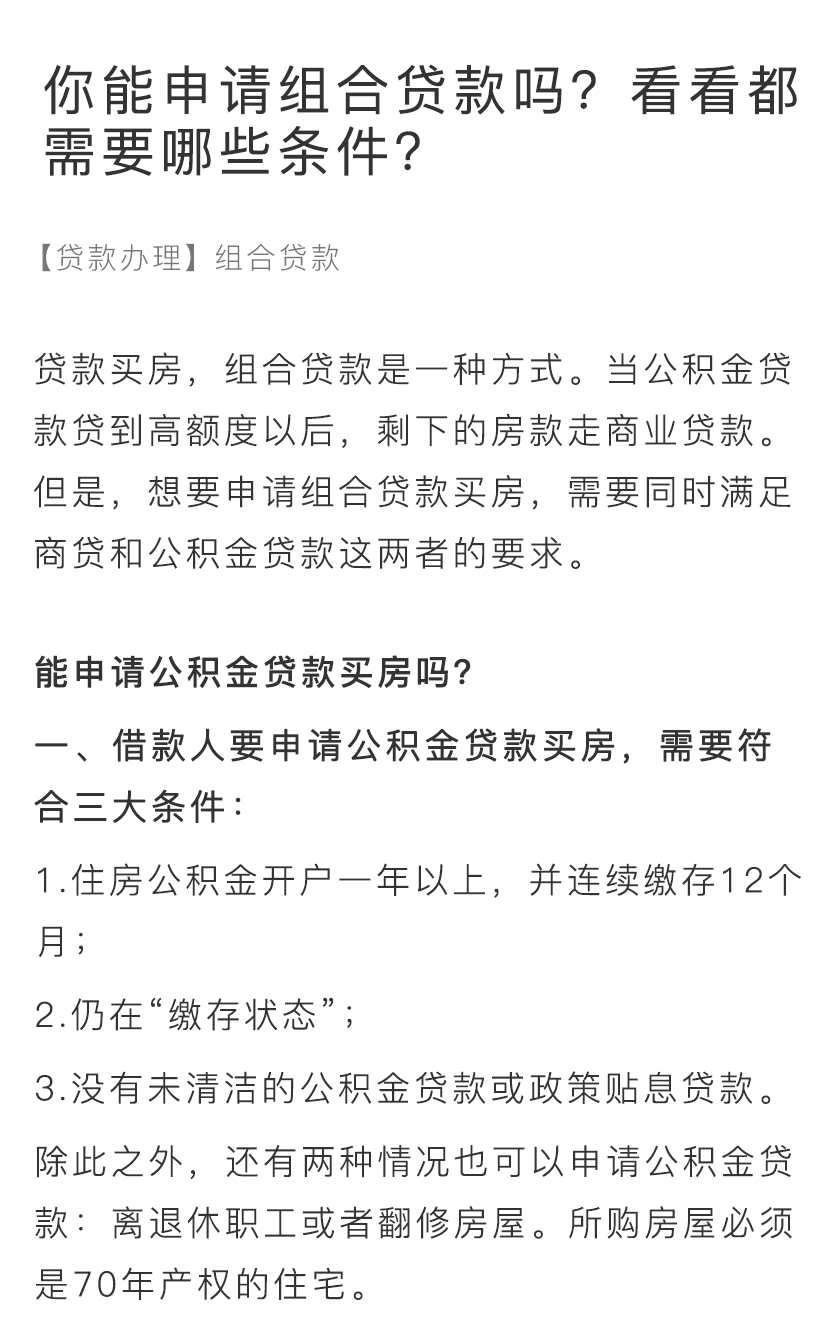 你能申请组合贷款吗？看看都
需要哪些条件？
【贷款办理】组合贷款
贷款买房，组合贷款是一种方式。当公积金贷
款贷到高额度以后，剩下的房款走商业贷款。
但是，想要申请组合贷款买房，需要同时满足
商贷和公积金贷款这两者的要求。
能申请公积金贷款买房吗？
一、借款人要申请公积金贷款买房，需要符
合三大条件：
1.住房公积金开户一年以上，并连续缴存12个
月；
2.仍在“缴存状态”；
3.没有未清洁的公积金贷款或政策贴息贷款。
除此之外，还有两种情况也可以申请公积金贷
款：离退休职工或者翻修房屋。所购房屋必须
是70年产权的住宅。